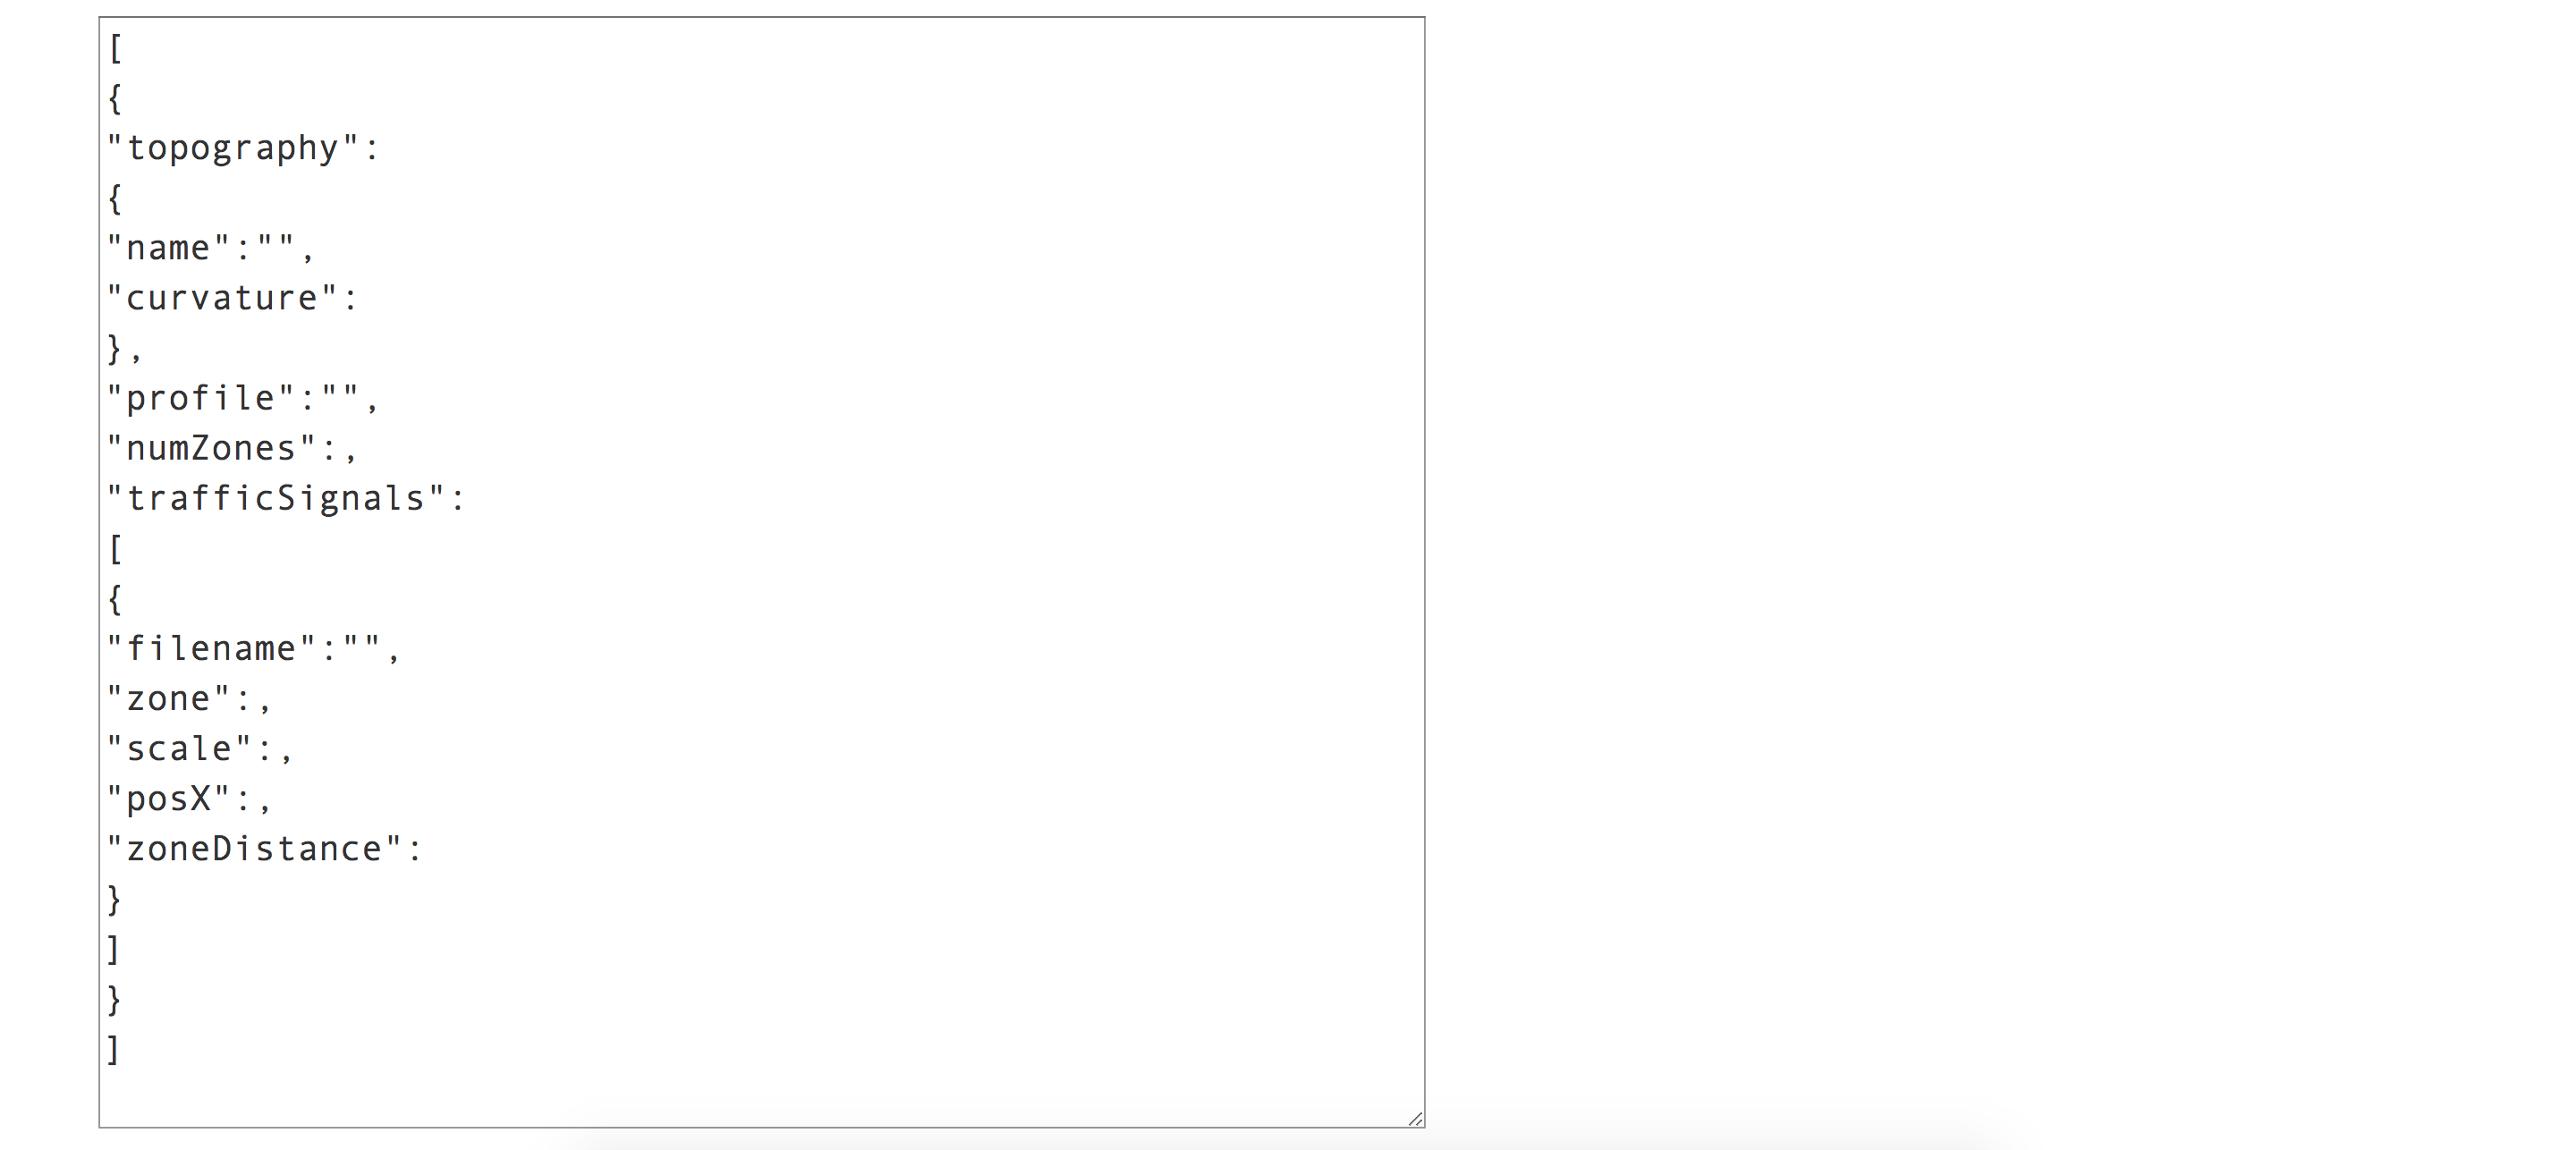 [
{
"topography":
{
"name":"",
"curvature":
},
"profile":"",
"numZones":,
"trafficSignals":
[
{
"filename":"",
"zone":,
"scale":,
"posX":,
"zoneDistance":
}
]
}
]